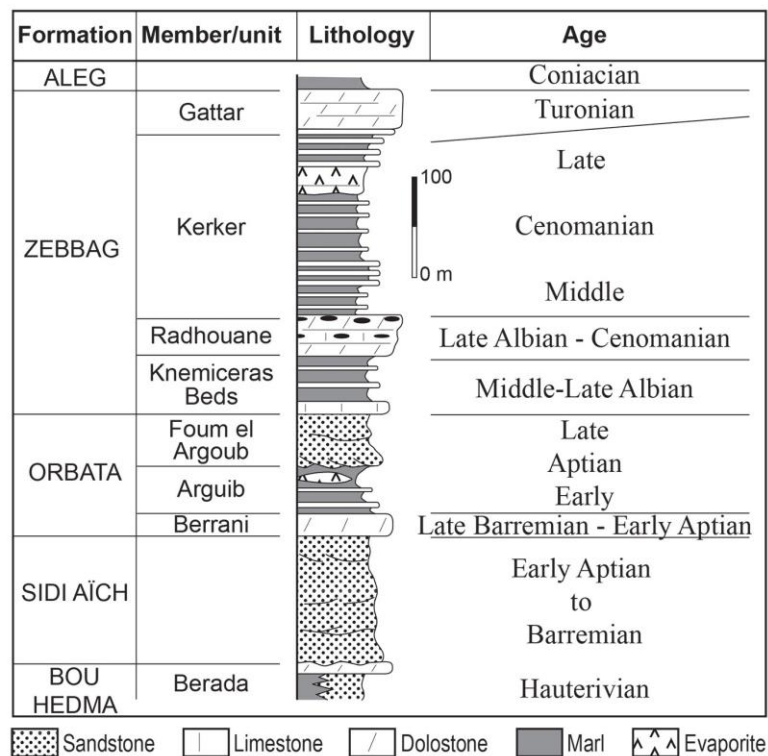 Formation Member/unit Lithology Age
ALEG Coniacian
Gattar Turonian
Late
100
Kerker Cenomanian
ZEBBAG
0 m
Middle
Radhouane Late Albian - Cenomanian
Knemiceras
Beds
Middle-Late Albian
Foum el
Argoub
Late
Aptian
ORBATA
Arguib
Early
Berrani Late Barremian - Early Aptian
SIDI AÏCH
Early Aptian
to
Barremian
BOU
HEDMA
Berada Hauterivian
Sandstone Limestone Dolostone Marl Evaporite